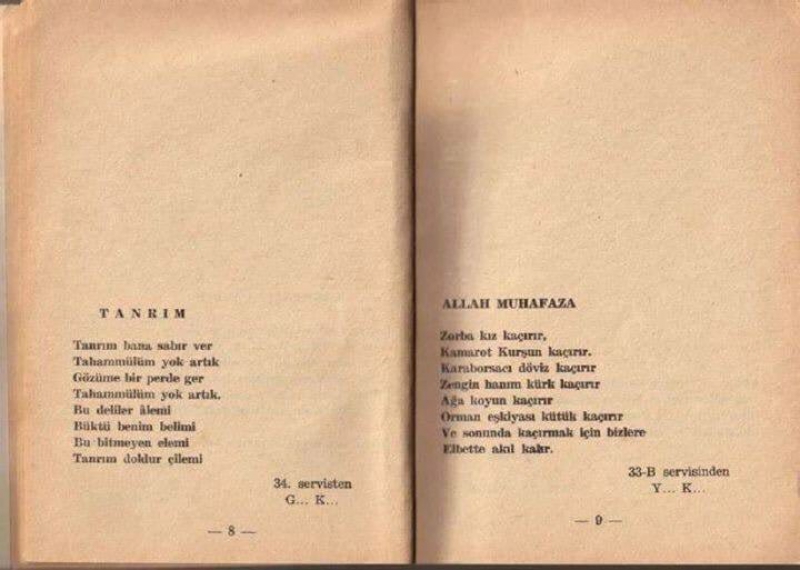 TANRIM
Tanrım bana sabır ver
Tahammülüm yok artık
Gözüme bir perde ger
Tahammülüm yok artık.
Bu deliler âlemi
Büktü benim belimi
Bu bitmeyen elemi
Tanrım doldur çilemi
34. servisten
G... K...
— 8 —
ALLAH MUHAFAZA
Zorba kız kaçırır,
Kamarot Kurşun kaçırır.
Karaborsacı döviz kaçırır
Zengin hanım kürk kaçırır
Ağa koyun kaçırır
Orman eşkiyası kütük kaçırır
Ve sonunda kaçırmak için bizlere
Elbette akıl kalır.
33-B servisinden
Y... K...
— 9 —